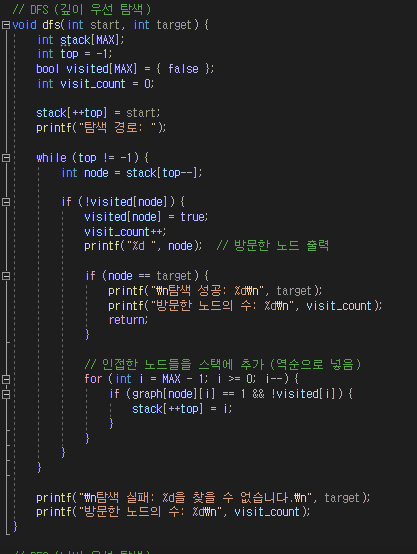 // DFS (깊이 우선 탐색)
void dfs(int start, int target) {
int stack[MAX];
int top = -1;
bool visited[MAX] = { false };
int visit_count = 0;
stack[++top] = start;
printf("탐색 경로: ");
while (top != -1) {
int node = stack[top--];
if (!visited[node]) {
visited[node] = true;
visit_count++;
printf("%d ", node);  // 방문한 노드 출력
if (node == target) {
printf("₩n탐색 성공: %d₩n", target);
printf("방문한 노드의 수: %d₩n", visit_count);
return;
}
// 인접한 노드들을 스택에 추가 (역순으로 넣음)
for (int i = MAX - 1; i >= 0; i--) {
if (graph[node][i] == 1 && !visited[i]) {
stack[++top] = i;
}
}
}
}
printf("₩n탐색 실패: %d을 찾을 수 없습니다.₩n", target);
printf("방문한 노드의 수: %d₩n", visit_count);
}